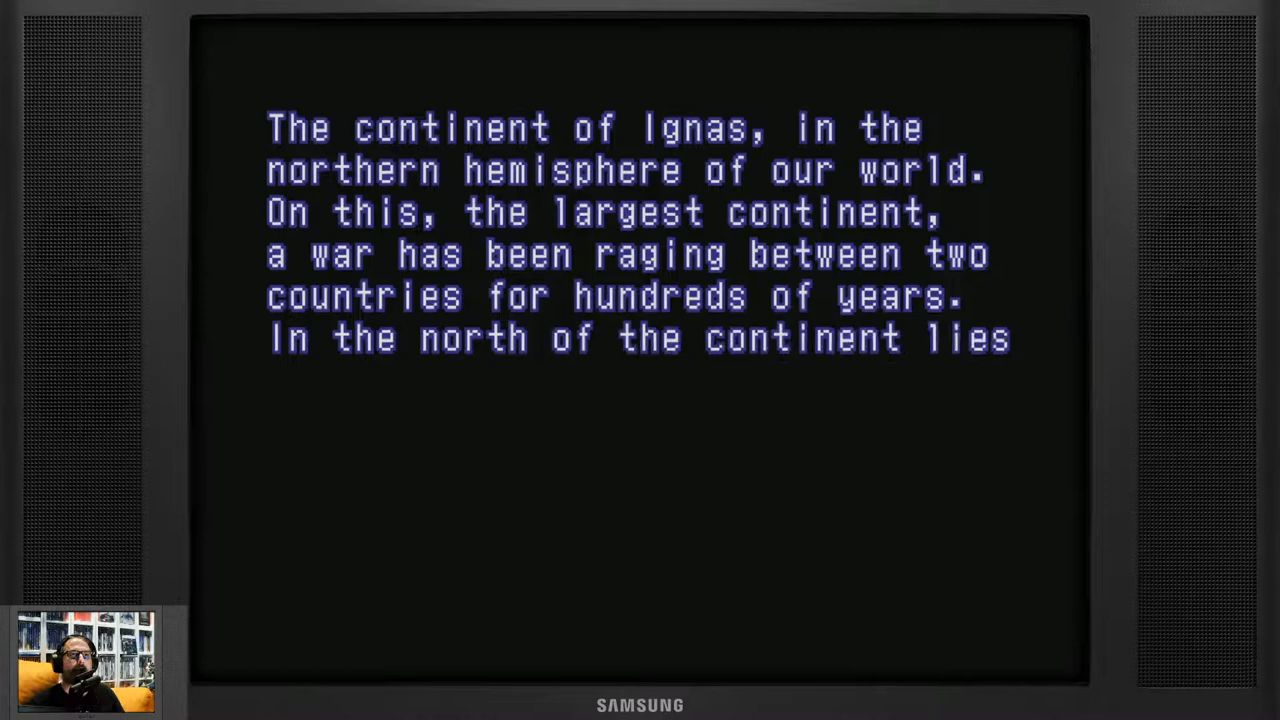 The continent of Ignas, in the
northern hemisphere of our world.
On this, the largest continent,
a war has been raging between two
countries for hundreds of years.
In the north of the continent lies
SAMSUNG